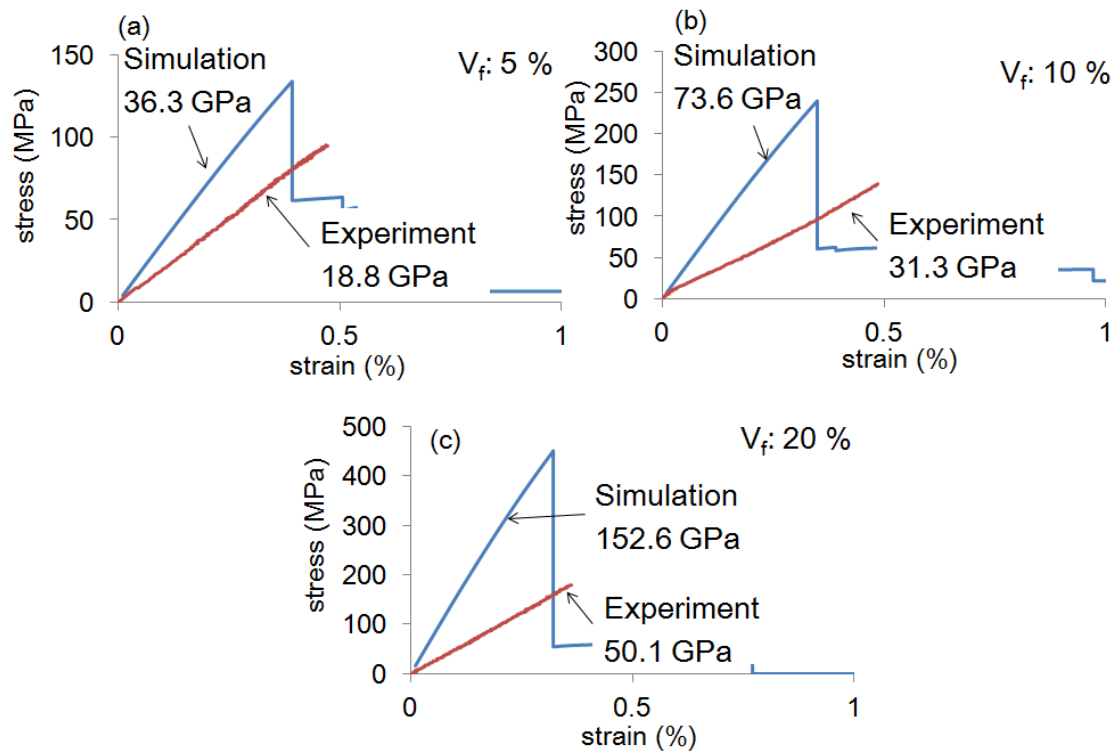 (a)
150
100
50
0
stress (MPa)
Simulation
36.3 GPa
V_f: 5 %
Experiment
18.8 GPa
0
0.5
1
strain (%)
(b)
300
250
200
150
100
50
0
stress (MPa)
Simulation
73.6 GPa
V_f: 10 %
Experiment
31.3 GPa
0
0.5
1
strain (%)
(c)
500
400
300
200
100
0
stress (MPa)
V_f: 20 %
Simulation
152.6 GPa
Experiment
50.1 GPa
0
0.5
1
strain (%)